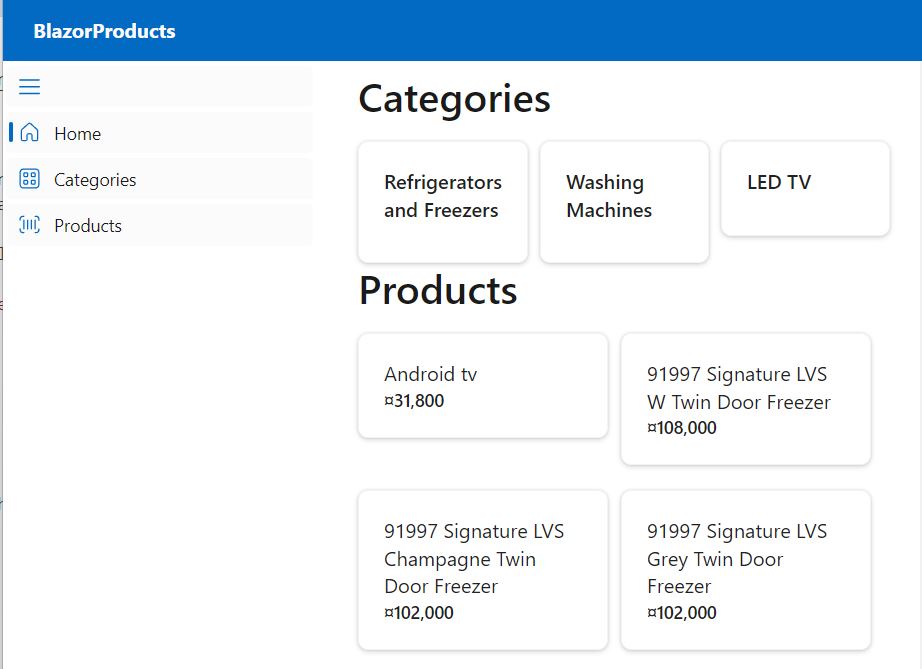 BlazorProducts
Home
Categories
Products
Categories
Refrigerators
and Freezers
Washing
Machines
LED TV
Products
Android tv
¤31,800
91997 Signature LVS
W Twin Door Freezer
¤108,000
91997 Signature LVS
Champagne Twin
Door Freezer
¤102,000
91997 Signature LVS
Grey Twin Door
Freezer
¤102,000